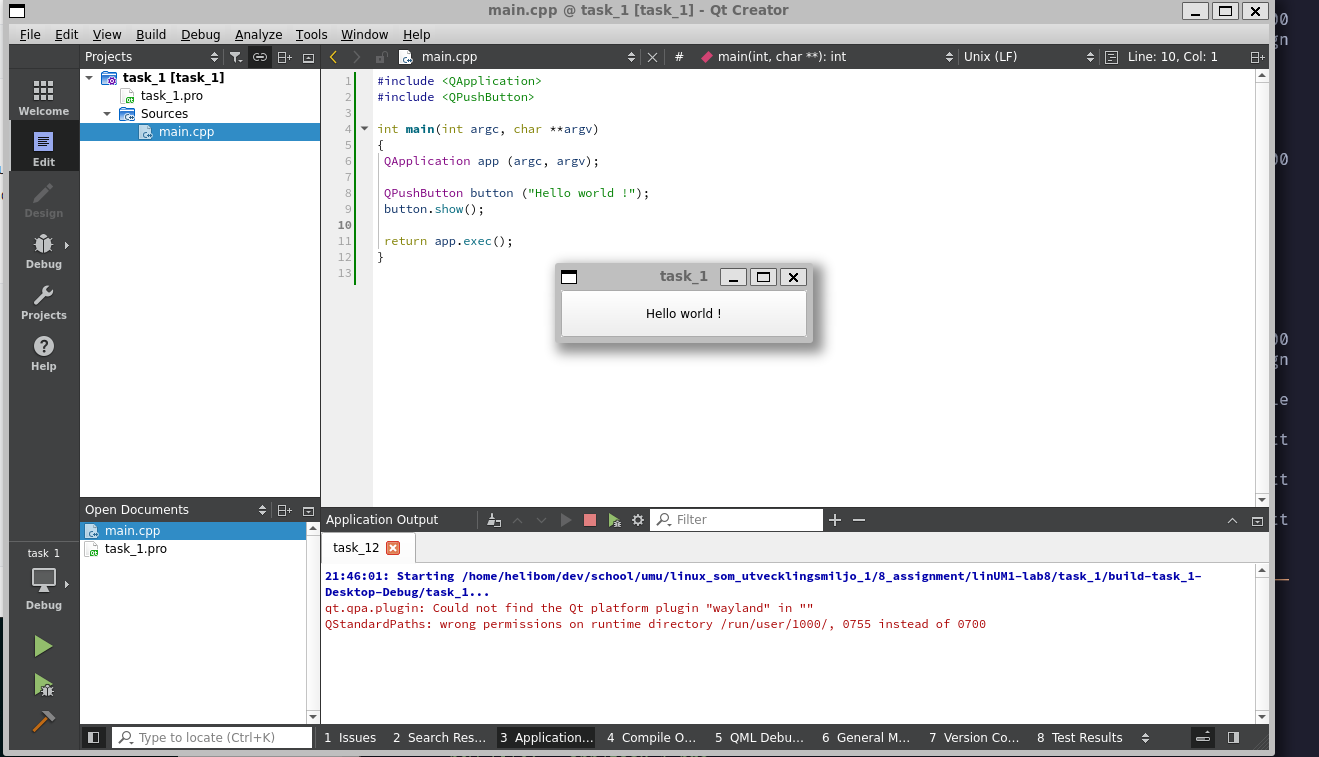 main.cpp @ task_1 [task_1] - Qt Creator
File Edit View Build Debug Analyze Tools Window Help
Projects
main.cpp
#
main(int, char **): int
Unix (LF)
Line: 10, Col: 1
Welcome
Edit
Design
Debug
Projects
Help
task_1 [task_1]
task_1.pro
Sources
main.cpp
1 #include <QApplication>
2 #include <QPushButton>
3
4 int main(int argc, char **argv)
5 {
6 QApplication app (argc, argv);
7
8 QPushButton button ("Hello world !");
9 button.show();
10
11 return app.exec();
12 }
13
task_1
Hello world !
Open Documents
main.cpp
task_1.pro
Application Output
Filter
task_12
21:46:01: Starting /home/helibom/dev/school/umu/linux_som_utvecklingsmiljo_1/8_assignment/linUM1-lab8/task_1/build-task_1-
Desktop-Debug/task_1...
qt.qpa.plugin: Could not find the Qt platform plugin "wayland" in ""
QStandardPaths: wrong permissions on runtime directory /run/user/1000/, 0755 instead of 0700
task 1
Debug
Type to locate (Ctrl+K)
1 Issues
2 Search Res...
3 Application...
4 Compile O...
5 QML Debu...
6 General M...
7 Version Co...
8 Test Results